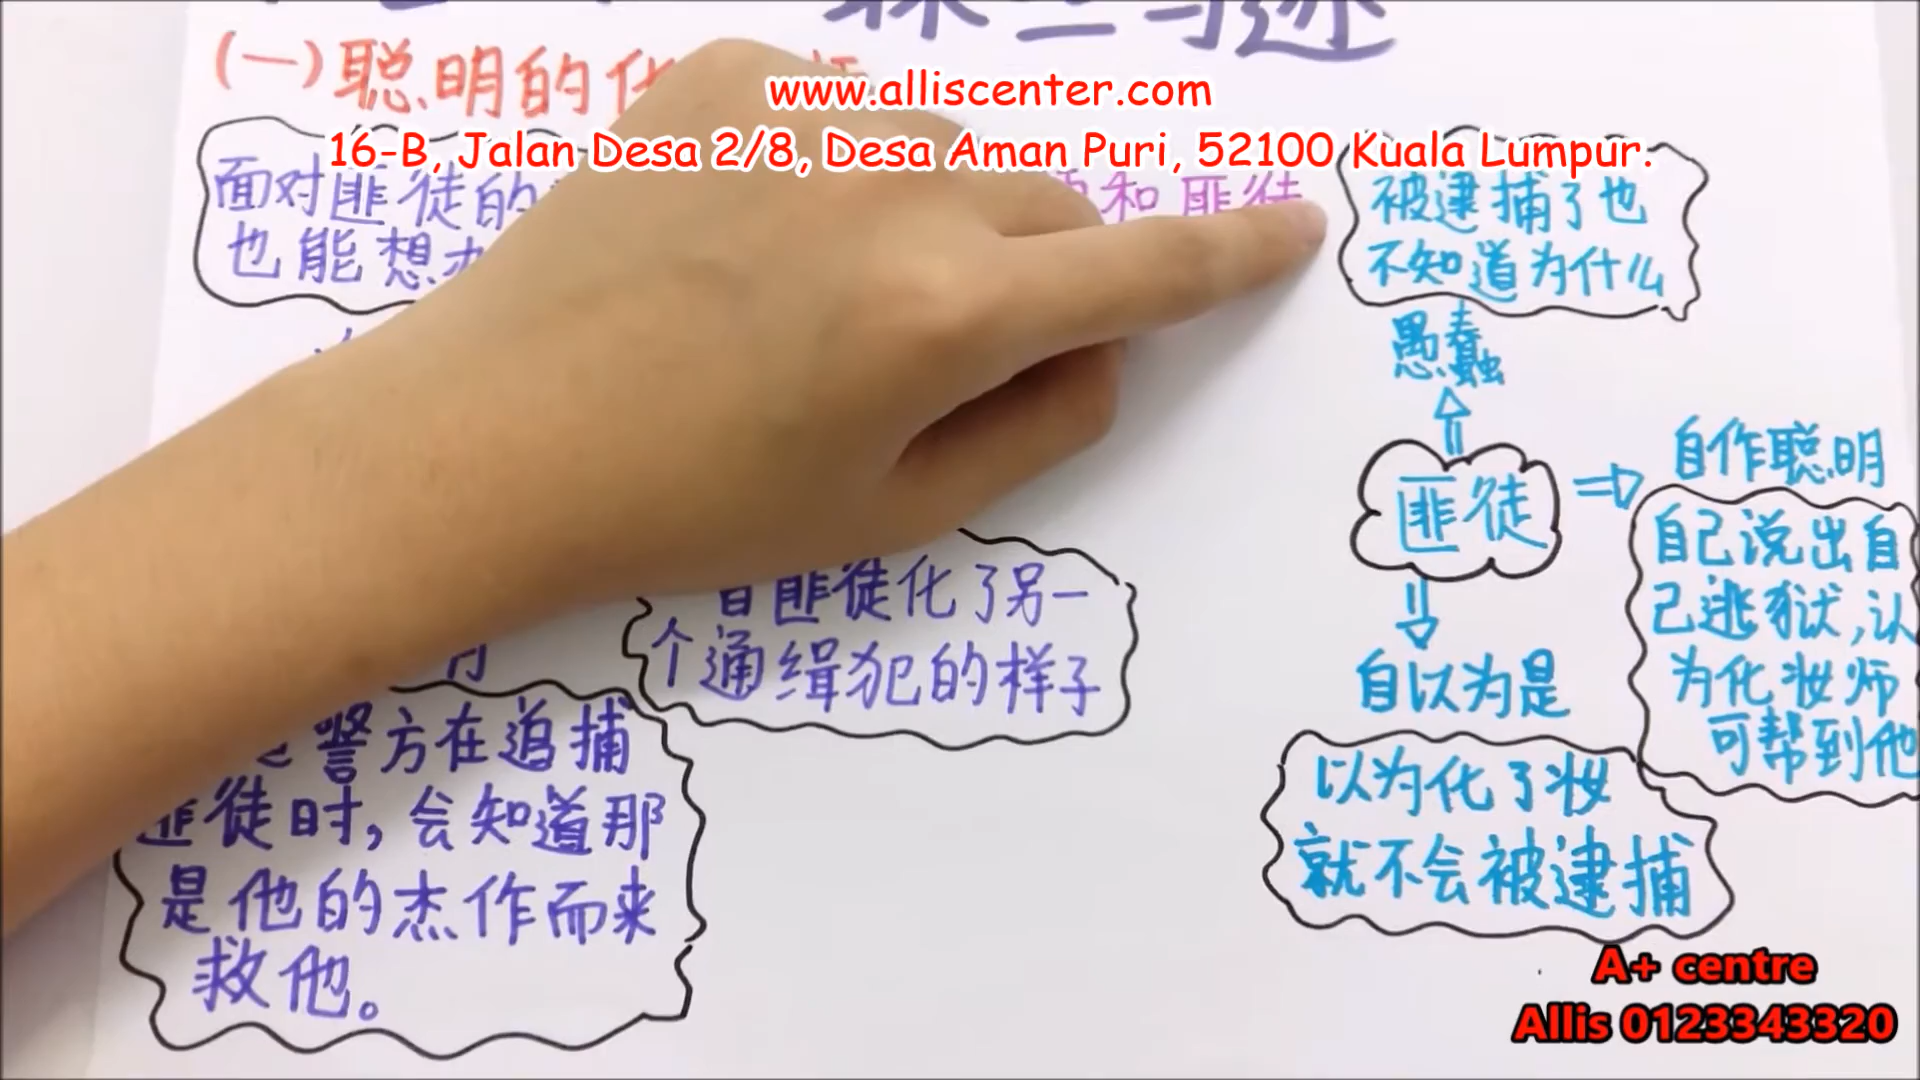 (一)聪明的化
www.alliscenter.com
16-B, Jalan Desa 2/8, Desa Aman Puri, 52100 Kuala Lumpur.
面对匪徒的
也能想办
和匪徒
被逮捕了也
不知道为什么
愚蠢
匪徒
自作聪明
自己说出自
己逃狱,认
为化妆师
可帮到他
自以为是
以为化了妆
就不会被逮捕
匪徒化了另一
个通缉犯的样子
警方在追捕
匪徒时,会知道那
是他的杰作而来
救他。
A+ centre
Allis 0123343320